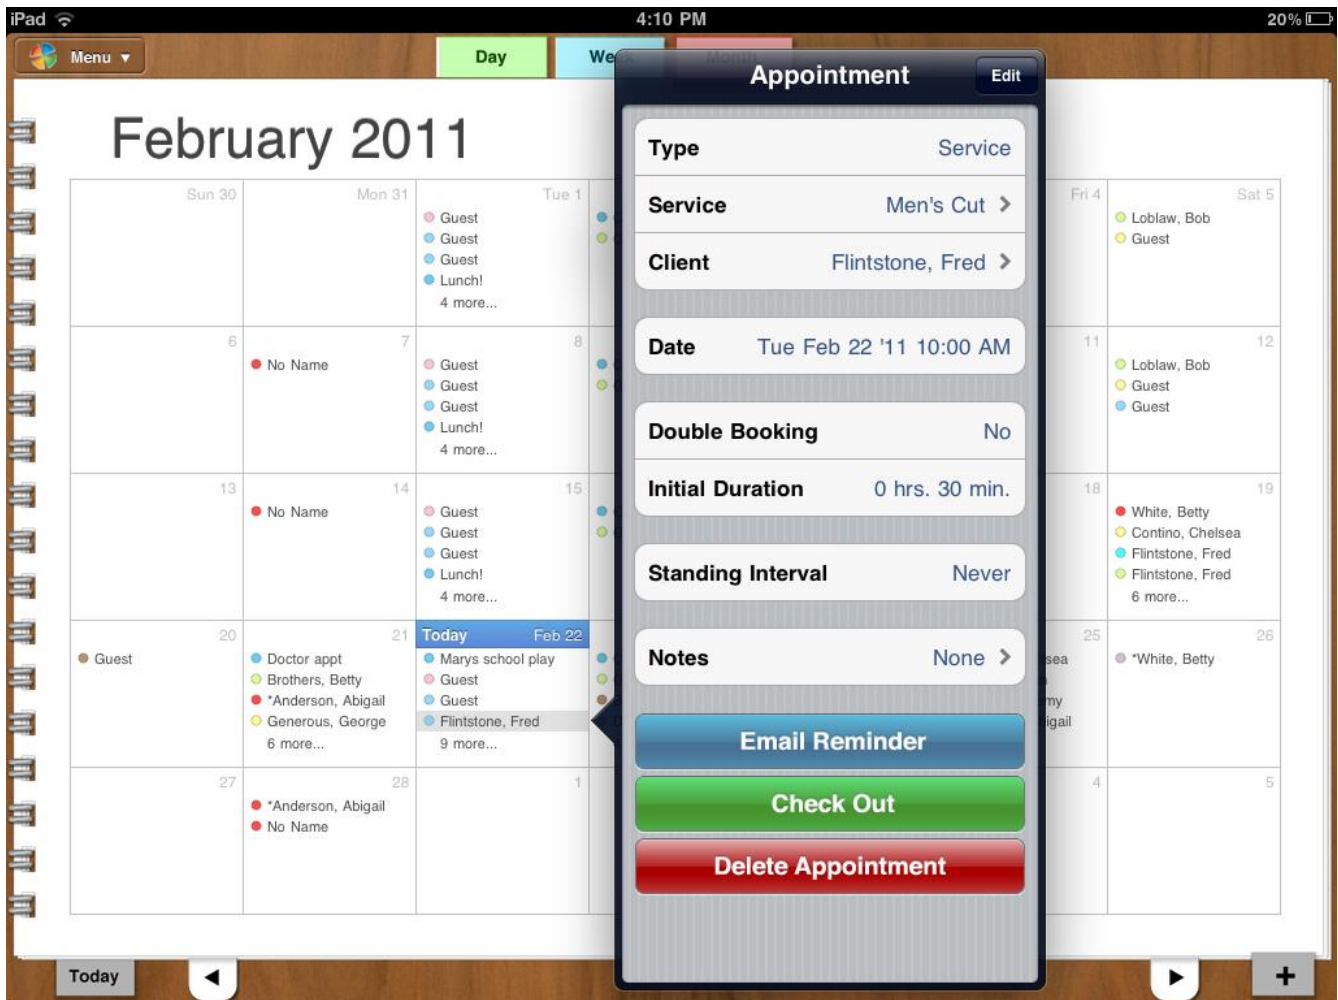 iPad 4:10 PM 20%
Menu ▼
Day
Month
Appointment
Edit
February 2011
Type Service
Service Men's Cut >
Client Flintstone, Fred >
Date Tue Feb 22 '11 10:00 AM
Double Booking No
Initial Duration 0 hrs. 30 min.
Standing Interval Never
Notes None >
Email Reminder
Check Out
Delete Appointment
Sun 30
Mon 31
Tue 1
Guest
Guest
Guest
Lunch!
4 more...
Fri 4
Sat 5
Loblaw, Bob
Guest
6
7
No Name
8
Guest
Guest
Guest
Lunch!
4 more...
11
12
Loblaw, Bob
Guest
Guest
13
14
No Name
15
Guest
Guest
Guest
Lunch!
4 more...
18
19
White, Betty
Contino, Chelsea
Flintstone, Fred
Flintstone, Fred
6 more...
20
Guest
21
Doctor appt
Brothers, Betty
*Anderson, Abigail
Generous, George
6 more...
Today Feb 22
Marys school play
Guest
Guest
Flintstone, Fred
9 more...
25
26
*White, Betty
27
28
*Anderson, Abigail
No Name
1
4
5
Today
◀
▶
+